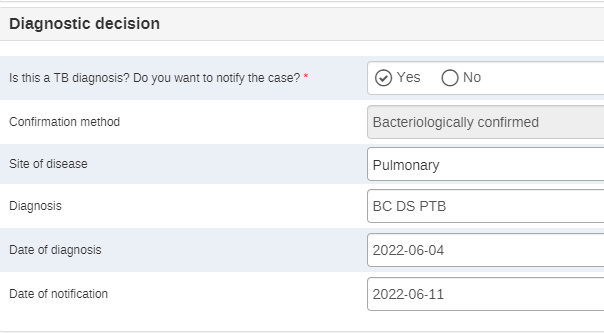 Diagnostic decision
Is this a TB diagnosis? Do you want to notify the case? * Yes No
Confirmation method Bacteriologically confirmed
Site of disease Pulmonary
Diagnosis BC DS PTB
Date of diagnosis 2022-06-04
Date of notification 2022-06-11